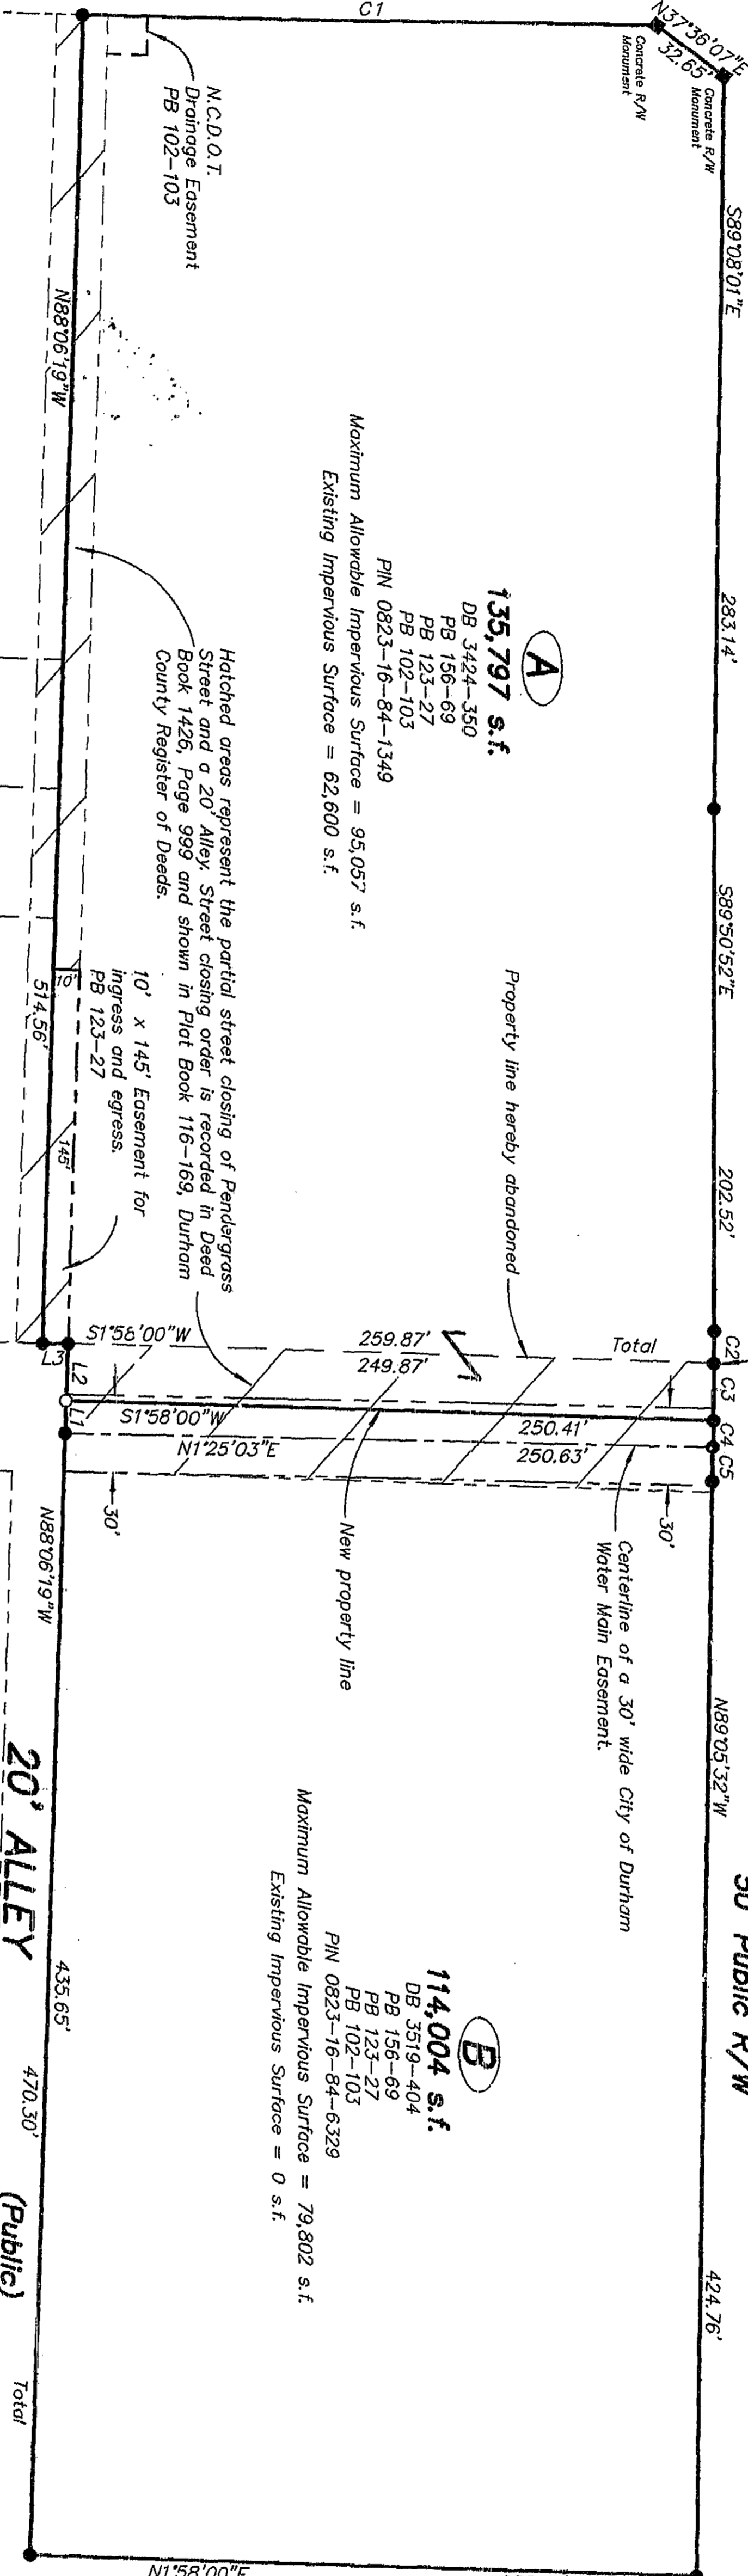 C1
N37°36'07"E
32.65'
Concrete R/W
Monument
Concrete R/W
Monument
S89°08'01"E
283.14'
S89°50'52"E
202.52'
C2
C3
C4
C5
N89°05'32"W
424.76'
Public R/W
N.C.D.O.T.
Drainage Easement
PB 102-103
N88°06'19"W
A
135,797 s.f.
DB 3424-350
PB 156-69
PB 123-27
PB 102-103
PIN 0823-16-84-1349
Maximum Allowable Impervious Surface = 95,057 s.f.
Existing Impervious Surface = 62,600 s.f.
Hatched areas represent the partial street closing of Pendergrass
Street and a 20' Alley. Street closing order is recorded in Deed
Book 1426, Page 999 and shown in Plat Book 116-169, Durham
County Register of Deeds.
Property line hereby abandoned
10' x 145' Easement for
ingress and egress.
PB 123-27
10'
145'
514.56'
S1°58'00"W
259.87'
Total
249.87'
L3
L2
L1
S1°58'00"W
250.41'
N1°25'03"E
250.63'
30'
30'
New property line
Centerline of a 30' wide City of Durham
Water Main Easement.
B
114,004 s.f.
DB 3519-404
PB 156-69
PB 123-27
PB 102-103
PIN 0823-16-84-6329
Maximum Allowable Impervious Surface = 79,802 s.f.
Existing Impervious Surface = 0 s.f.
N88°06'19"W
435.65'
470.30'
Total
20' ALLEY
(Public)
N1°58'00"E